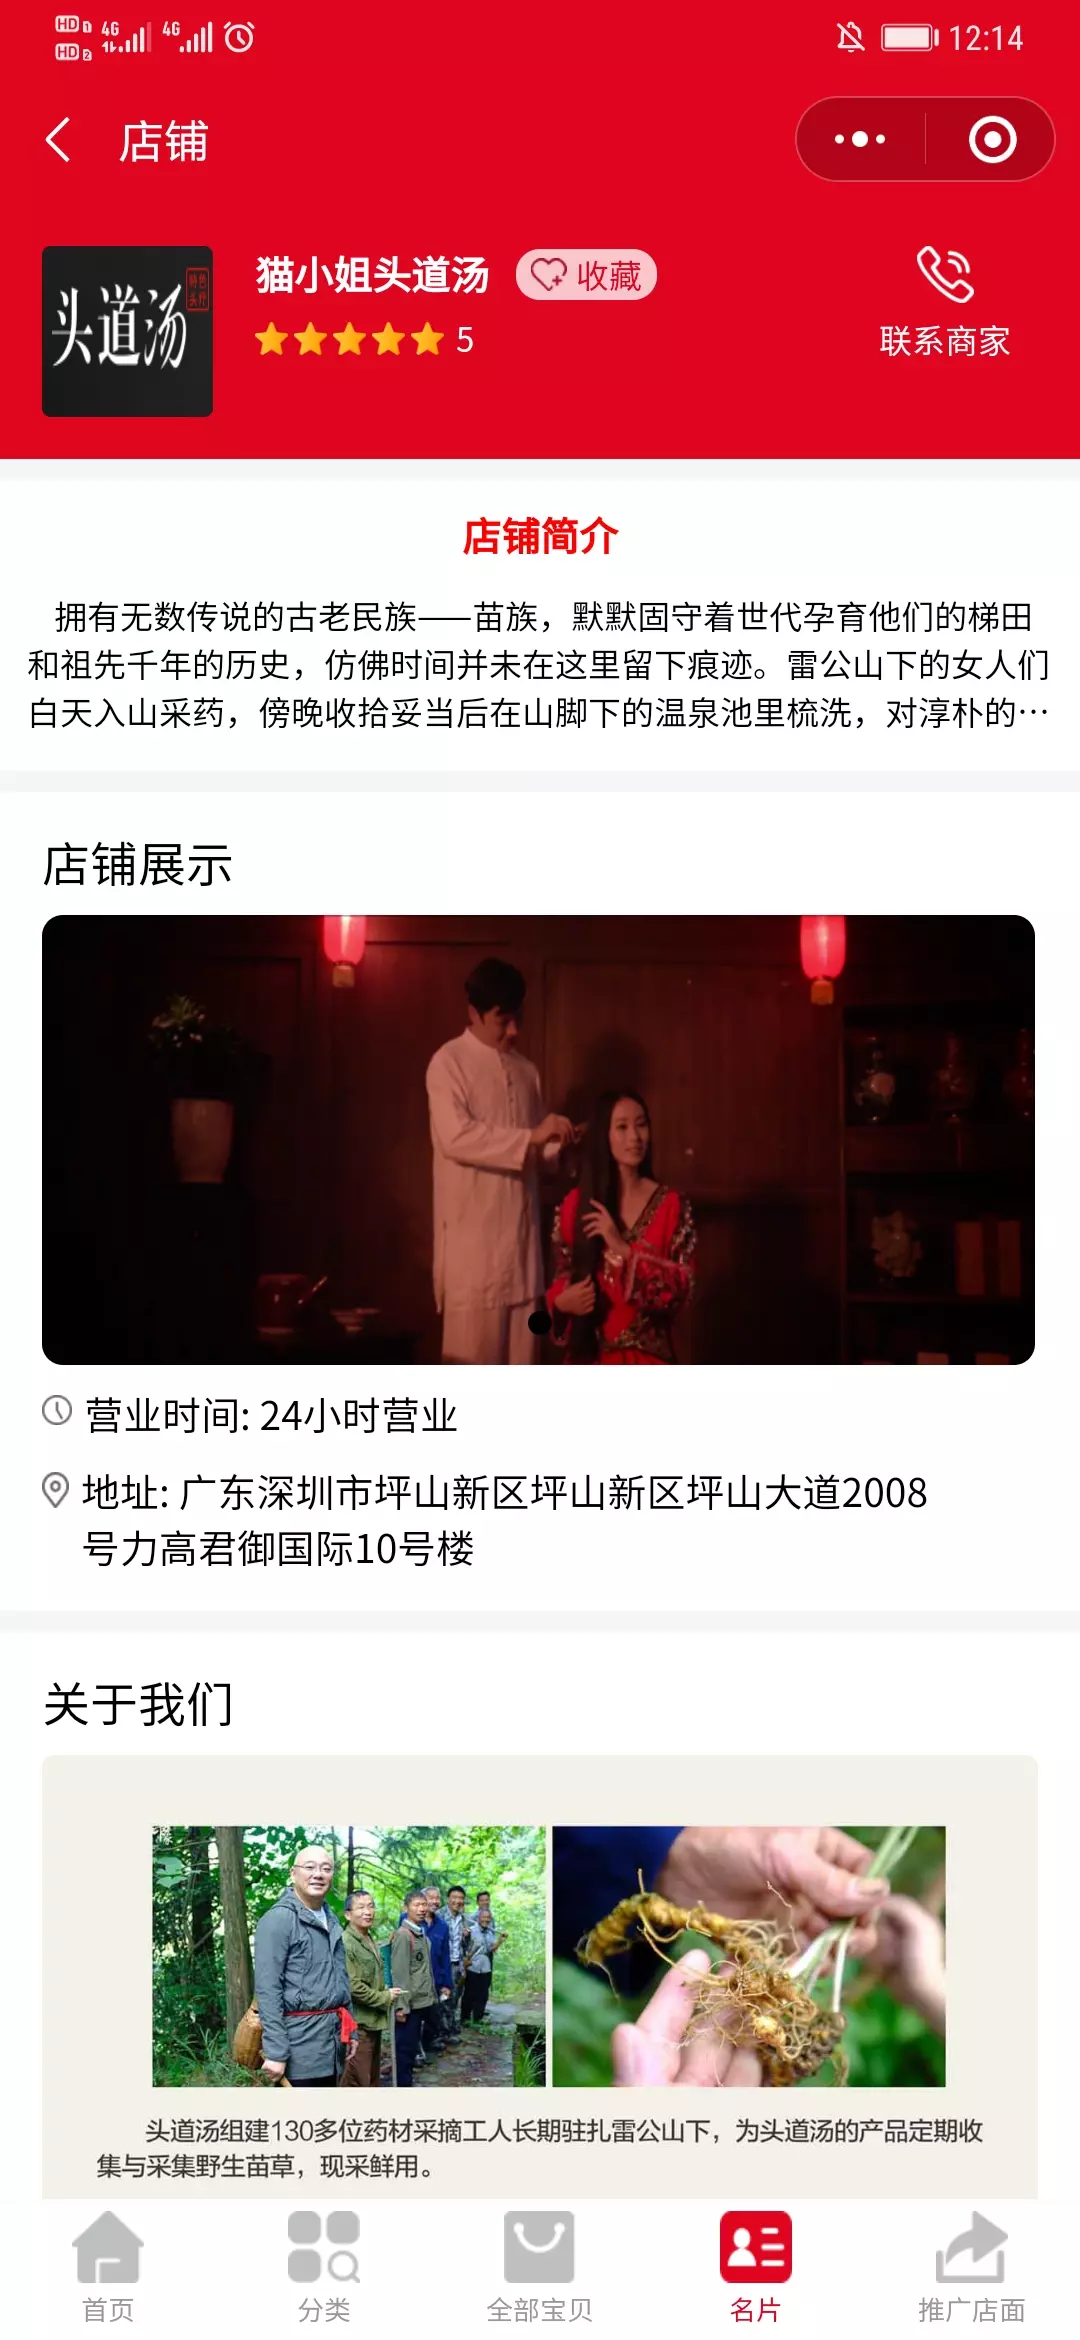 HD 1 4G 4G 12:14
HD 2
店铺
头道汤
特色
头疗
猫小姐头道汤 收藏
5
联系商家
店铺简介
拥有无数传说的古老民族——苗族，默默固守着世代孕育他们的梯田
和祖先千年的历史，仿佛时间并未在这里留下痕迹。雷公山下的女人们
白天入山采药，傍晚收拾妥当后在山脚下的温泉池里梳洗，对淳朴的…
店铺展示
营业时间: 24小时营业
地址: 广东深圳市坪山新区坪山新区坪山大道2008
号力高君御国际10号楼
关于我们
头道汤组建130多位药材采摘工人长期驻扎雷公山下，为头道汤的产品定期收
集与采集野生苗草，现采鲜用。
首页 分类 全部宝贝 名片 推广店面